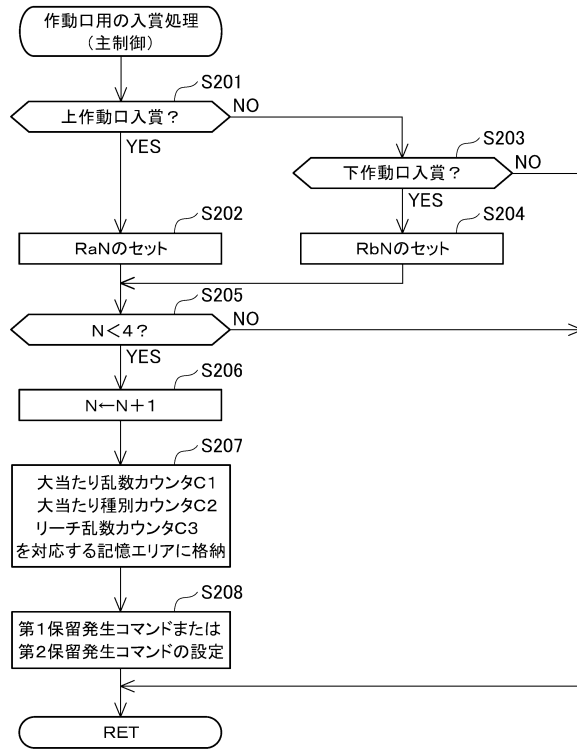 作動口用の入賞処理
（主制御）
S201
上作動口入賞？
NO
YES
S203
下作動口入賞？
NO
YES
S202
RaNのセット
S204
RbNのセット
S205
N＜4？
NO
YES
S206
N←N＋1
S207
大当たり乱数カウンタC1
大当たり種別カウンタC2
リーチ乱数カウンタC3
を対応する記憶エリアに格納
S208
第1保留発生コマンドまたは
第2保留発生コマンドの設定
RET